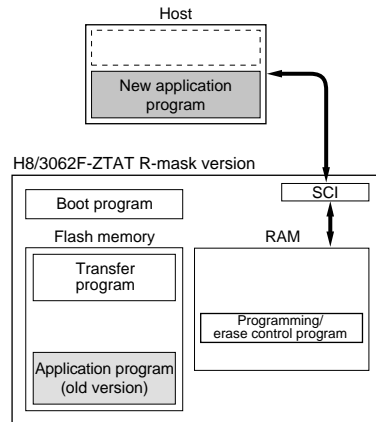 Host
New application
program
H8/3062F-ZTAT R-mask version
SCI
Boot program
Flash memory
RAM
Transfer
program
Programming/
erase control program
Application program
(old version)